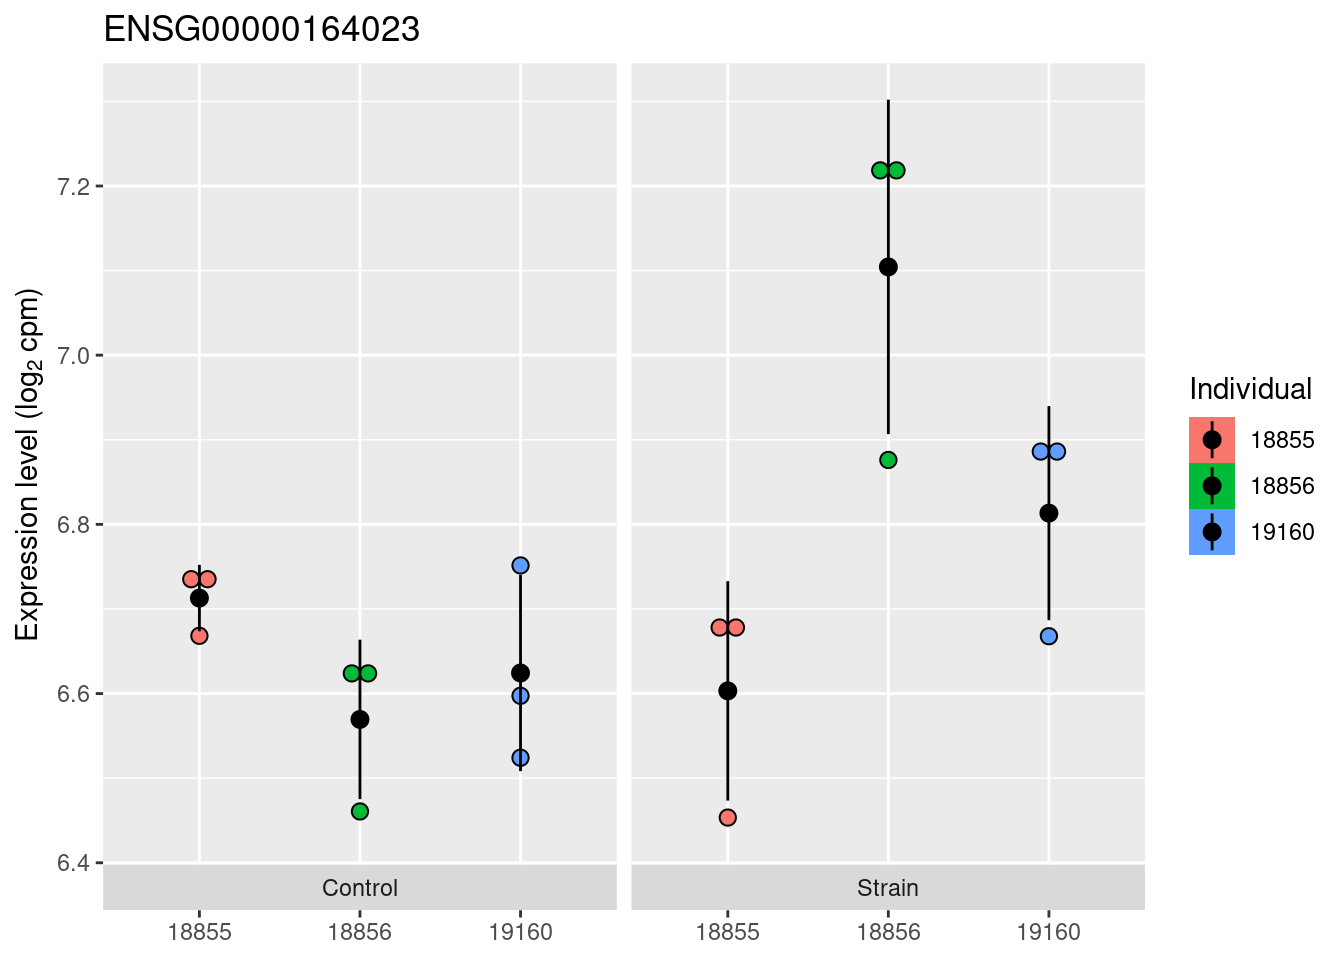 ENSG00000164023
Expression level (log₂ cpm)
7.2
7.0
6.8
6.6
6.4
Control
Strain
18855
18856
19160
18855
18856
19160
Individual
18855
18856
19160